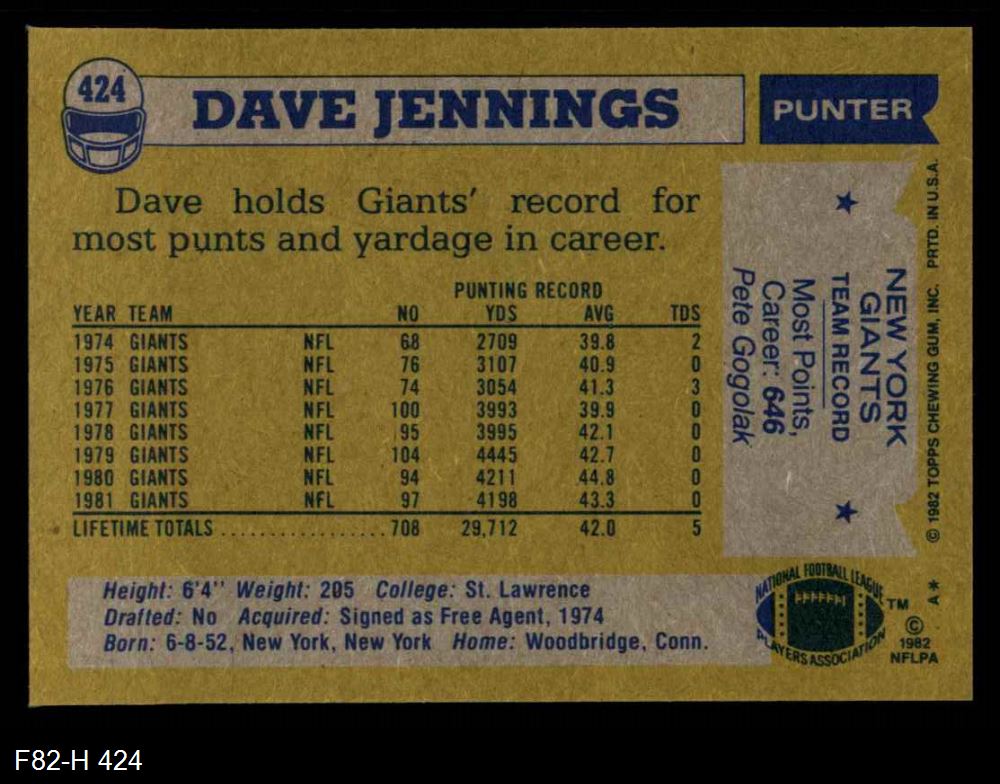 424
DAVE JENNINGS
PUNTER
Dave holds Giants' record for
most punts and yardage in career.
PUNTING RECORD
YEAR TEAM NO YDS AVG TDS
1974 GIANTS NFL 68 2709 39.8 2
1975 GIANTS NFL 76 3107 40.9 0
1976 GIANTS NFL 74 3054 41.3 3
1977 GIANTS NFL 100 3993 39.9 0
1978 GIANTS NFL 95 3995 42.1 0
1979 GIANTS NFL 104 4445 42.7 0
1980 GIANTS NFL 94 4211 44.8 0
1981 GIANTS NFL 97 4198 43.3 0
LIFETIME TOTALS ................. 708 29,712 42.0 5
Height: 6'4" Weight: 205 College: St. Lawrence
Drafted: No Acquired: Signed as Free Agent, 1974
Born: 6-8-52, New York, New York Home: Woodbridge, Conn.
NEW YORK
GIANTS
TEAM RECORD
Most Points,
Career: 646
Pete Gogolak
© 1982 TOPPS CHEWING GUM, INC. PRTD. IN U.S.A.
A**
NATIONAL FOOTBALL LEAGUE
PLAYERS ASSOCIATION
TM
©
1982
NFLPA
F82-H 424